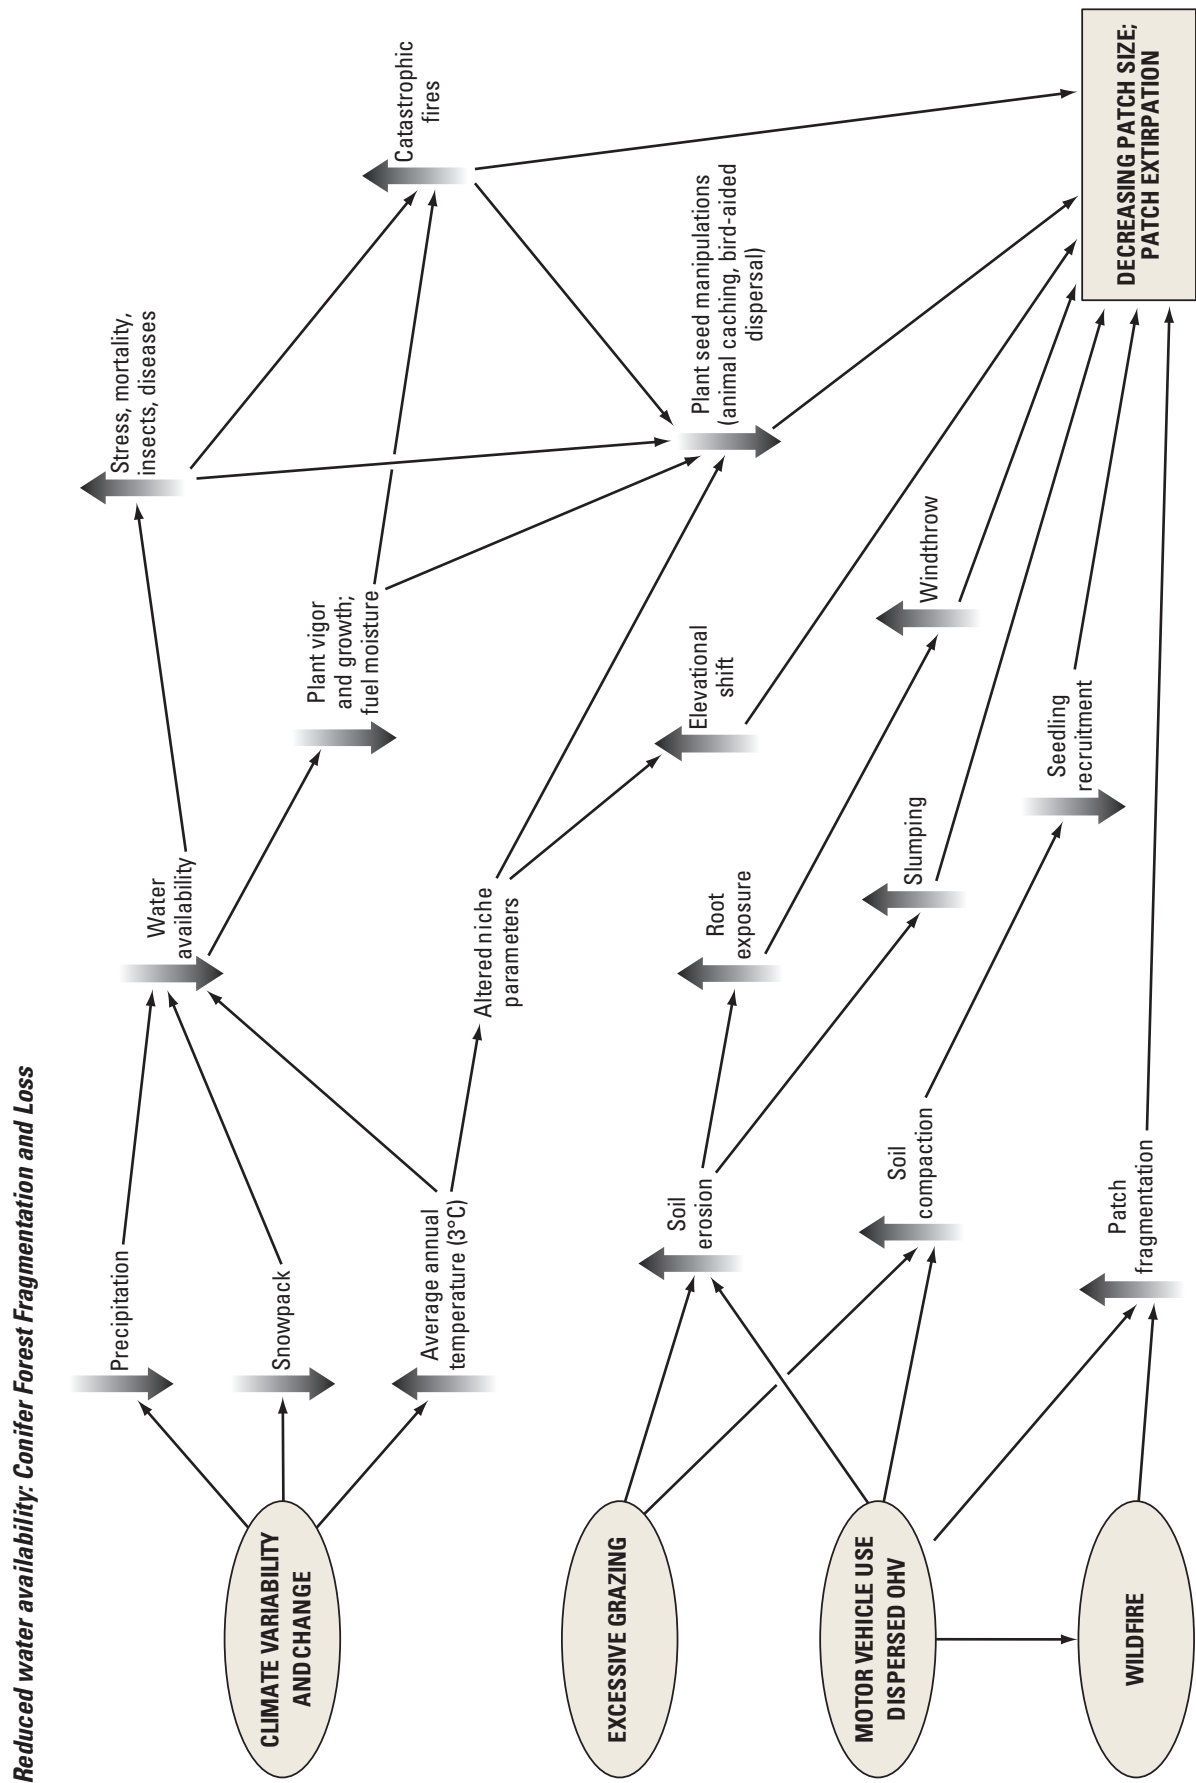 Reduced water availability: Conifer Forest Fragmentation and Loss
CLIMATE VARIABILITY
AND CHANGE
EXCESSIVE GRAZING
MOTOR VEHICLE USE
DISPERSED OHV
WILDFIRE
Precipitation
Snowpack
Average annual
temperature (3°C)
Soil
erosion
Soil
compaction
Patch
fragmentation
Water
availability
Altered niche
parameters
Root
exposure
Slumping
Seedling
recruitment
Plant vigor
and growth;
fuel moisture
Elevational
shift
Windthrow
Stress, mortality,
insects, diseases
Plant seed manipulations
(animal caching, bird-aided
dispersal)
Catastrophic
fires
DECREASING PATCH SIZE;
PATCH EXTIRPATION